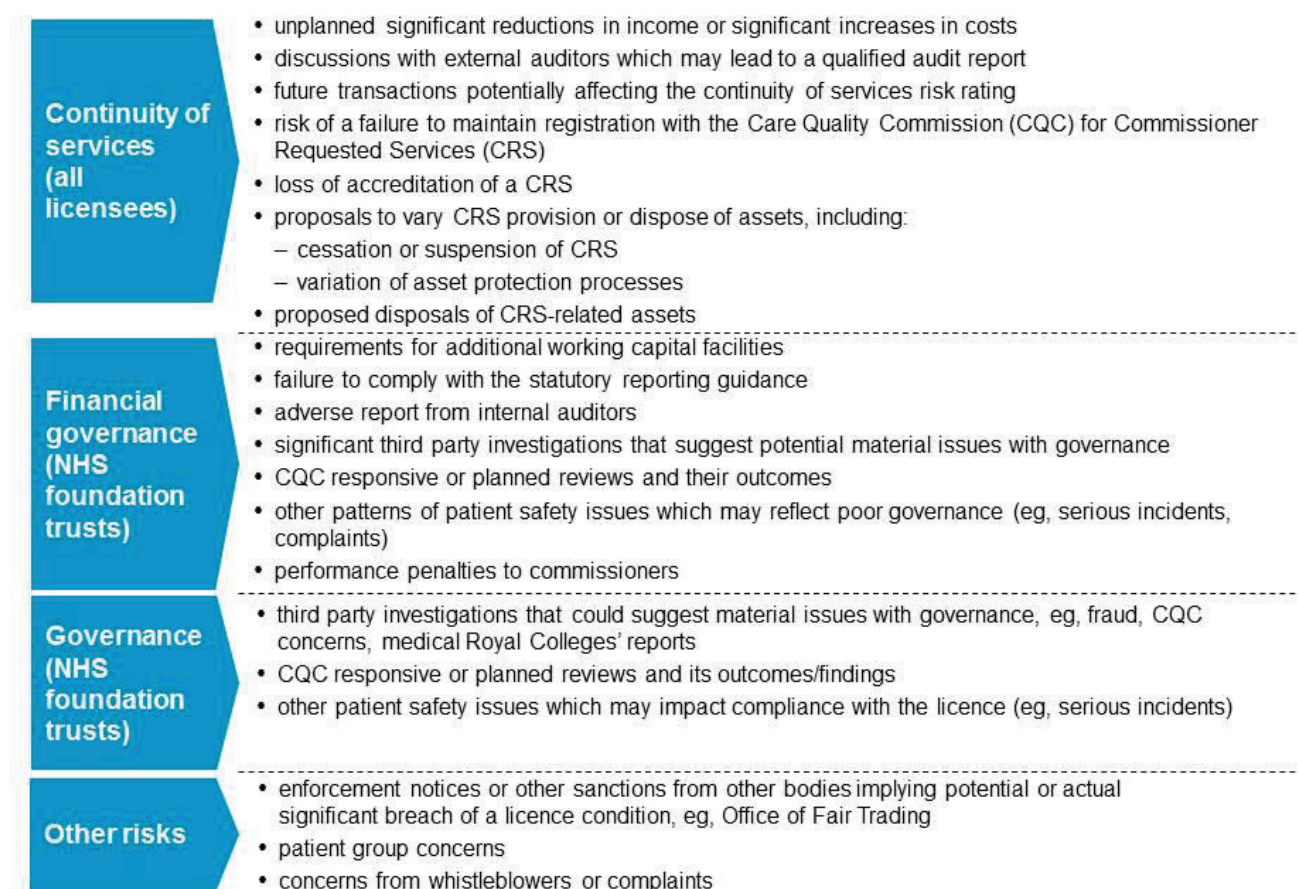 Continuity of
services
(all
licensees)
• unplanned significant reductions in income or significant increases in costs
• discussions with external auditors which may lead to a qualified audit report
• future transactions potentially affecting the continuity of services risk rating
• risk of a failure to maintain registration with the Care Quality Commission (CQC) for Commissioner
Requested Services (CRS)
• loss of accreditation of a CRS
• proposals to vary CRS provision or dispose of assets, including:
– cessation or suspension of CRS
– variation of asset protection processes
• proposed disposals of CRS-related assets
Financial
governance
(NHS
foundation
trusts)
• requirements for additional working capital facilities
• failure to comply with the statutory reporting guidance
• adverse report from internal auditors
• significant third party investigations that suggest potential material issues with governance
• CQC responsive or planned reviews and their outcomes
• other patterns of patient safety issues which may reflect poor governance (eg, serious incidents,
complaints)
• performance penalties to commissioners
Governance
(NHS
foundation
trusts)
• third party investigations that could suggest material issues with governance, eg, fraud, CQC
concerns, medical Royal Colleges’ reports
• CQC responsive or planned reviews and its outcomes/findings
• other patient safety issues which may impact compliance with the licence (eg, serious incidents)
Other risks
• enforcement notices or other sanctions from other bodies implying potential or actual
significant breach of a licence condition, eg, Office of Fair Trading
• patient group concerns
• concerns from whistleblowers or complaints